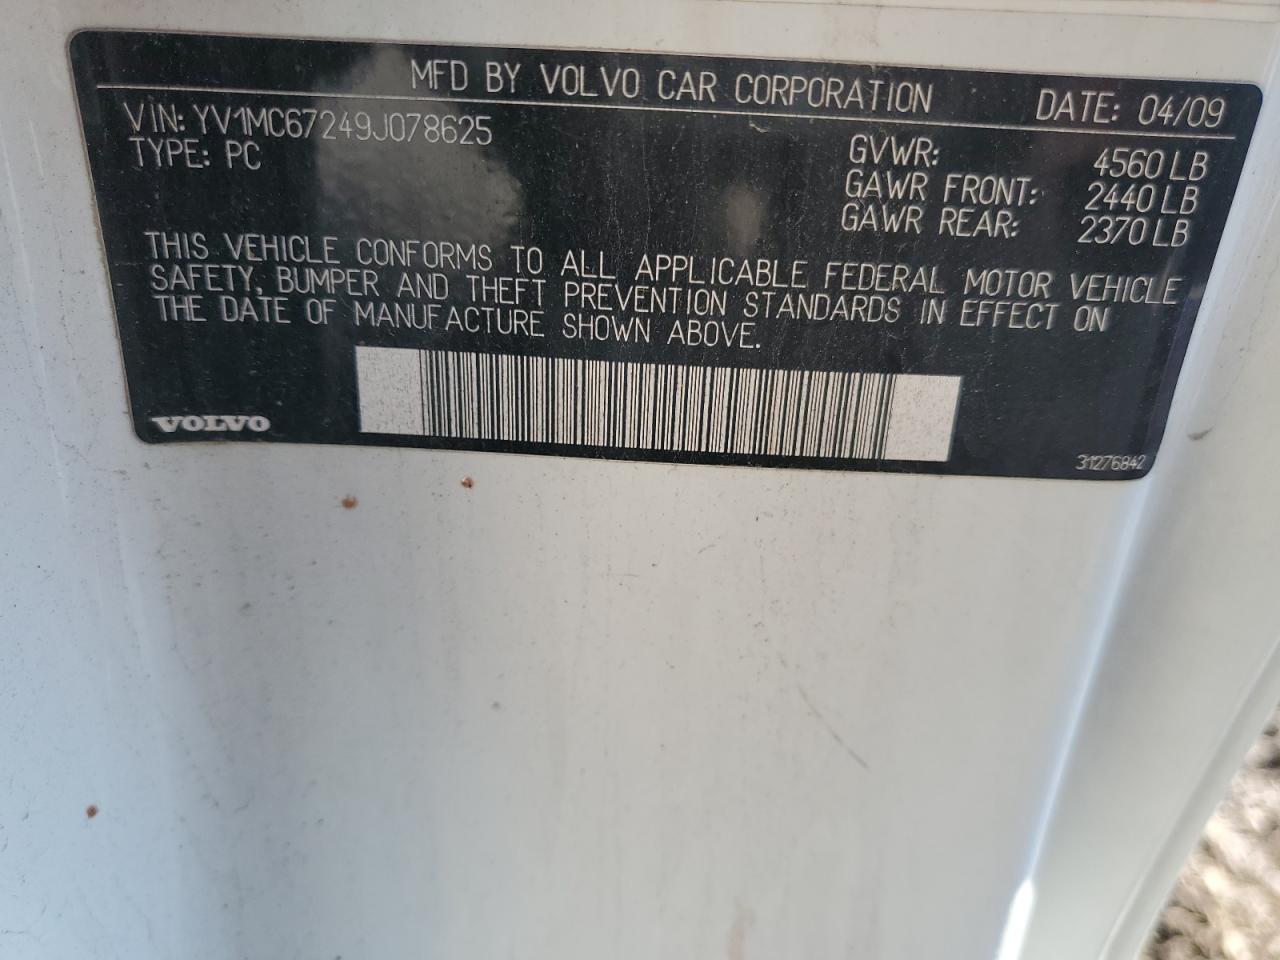 MFD BY VOLVO CAR CORPORATION DATE: 04/09
VIN: YV1MC67249J078625
TYPE: PC
GVWR: 4560 LB
GAWR FRONT: 2440 LB
GAWR REAR: 2370 LB
THIS VEHICLE CONFORMS TO ALL APPLICABLE FEDERAL MOTOR VEHICLE
SAFETY, BUMPER AND THEFT PREVENTION STANDARDS IN EFFECT ON
THE DATE OF MANUFACTURE SHOWN ABOVE.
VOLVO
31276842